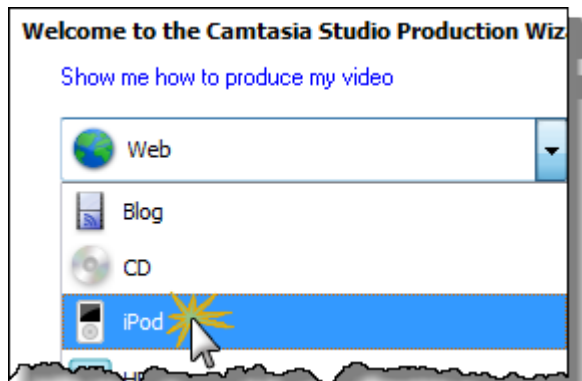 Welcome to the Camtasia Studio Production Wiz
Show me how to produce my video
Web
Blog
CD
iPod